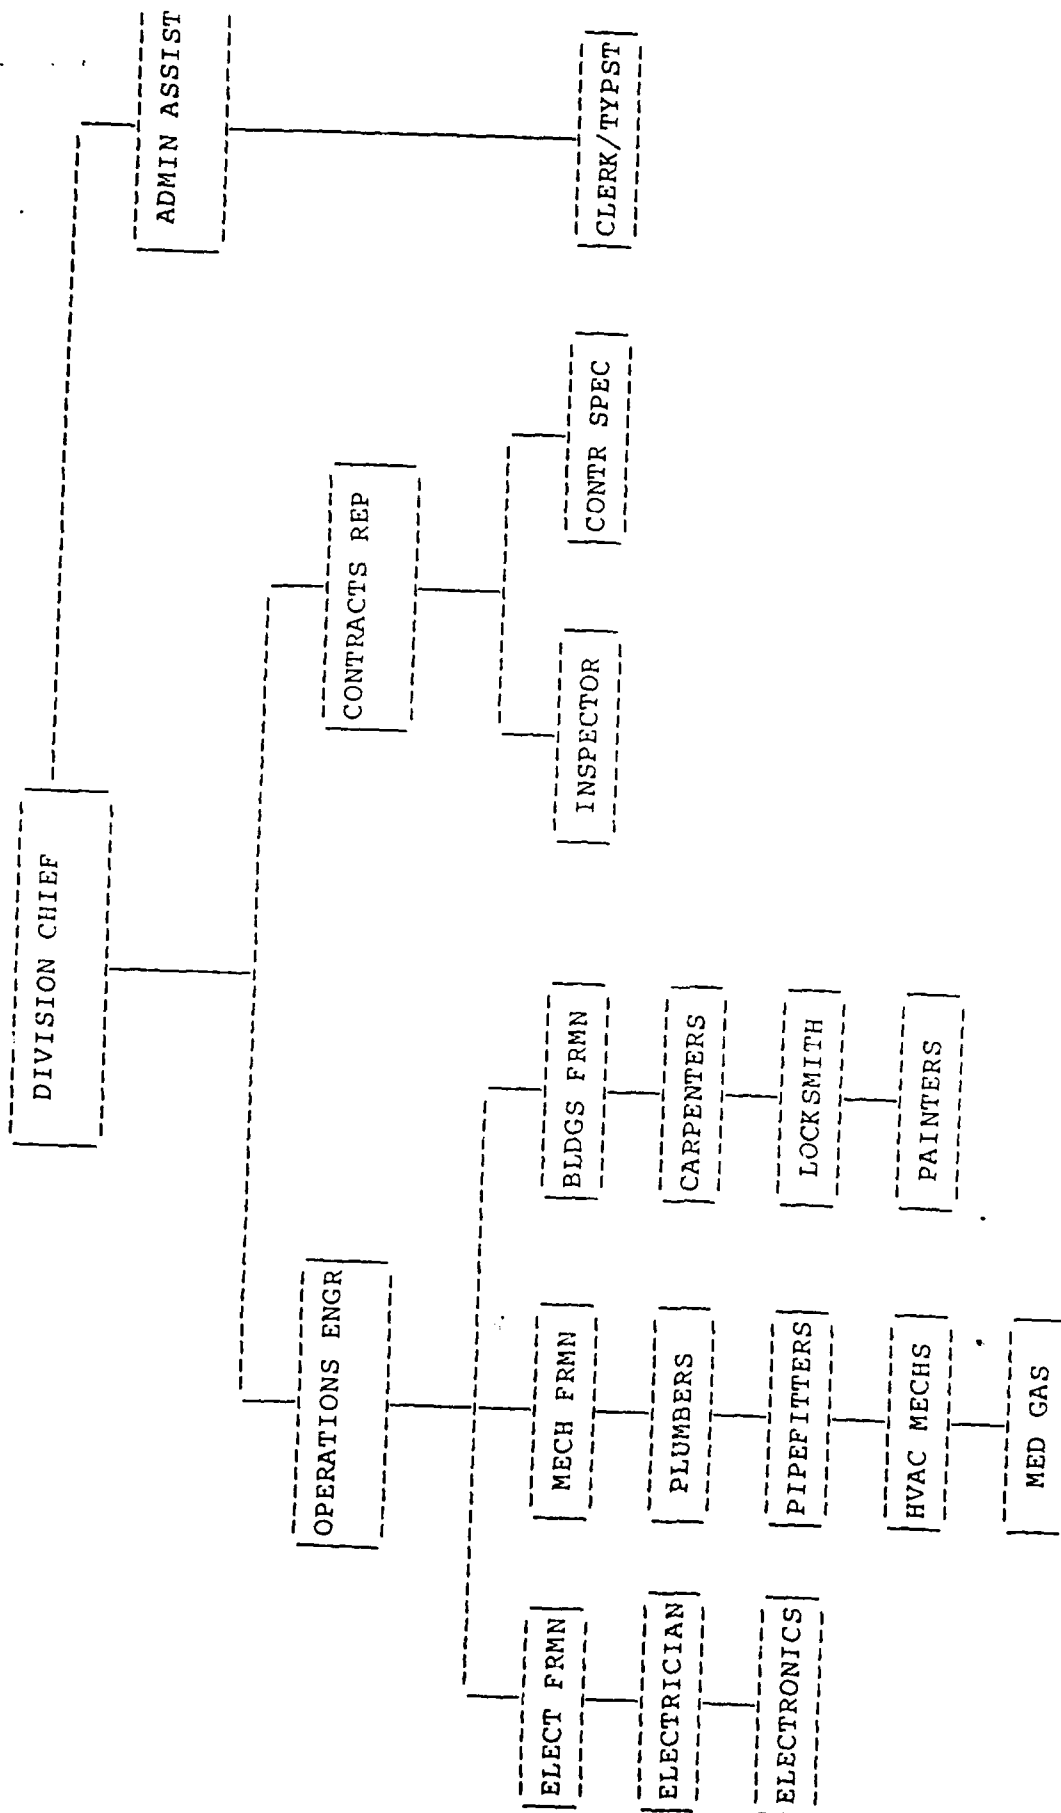 DIVISION CHIEF
ADMIN ASSIST
OPERATIONS ENGR
CONTRACTS REP
ELECT FRMN
MECH FRMN
BLDGS FRMN
INSPECTOR
CONTR SPEC
CLERK/TYPST
ELECTRICIAN
PLUMBERS
CARPENTERS
ELECTRONICS
PIPEFITTERS
LOCKSMITH
HVAC MECHS
PAINTERS
MED GAS